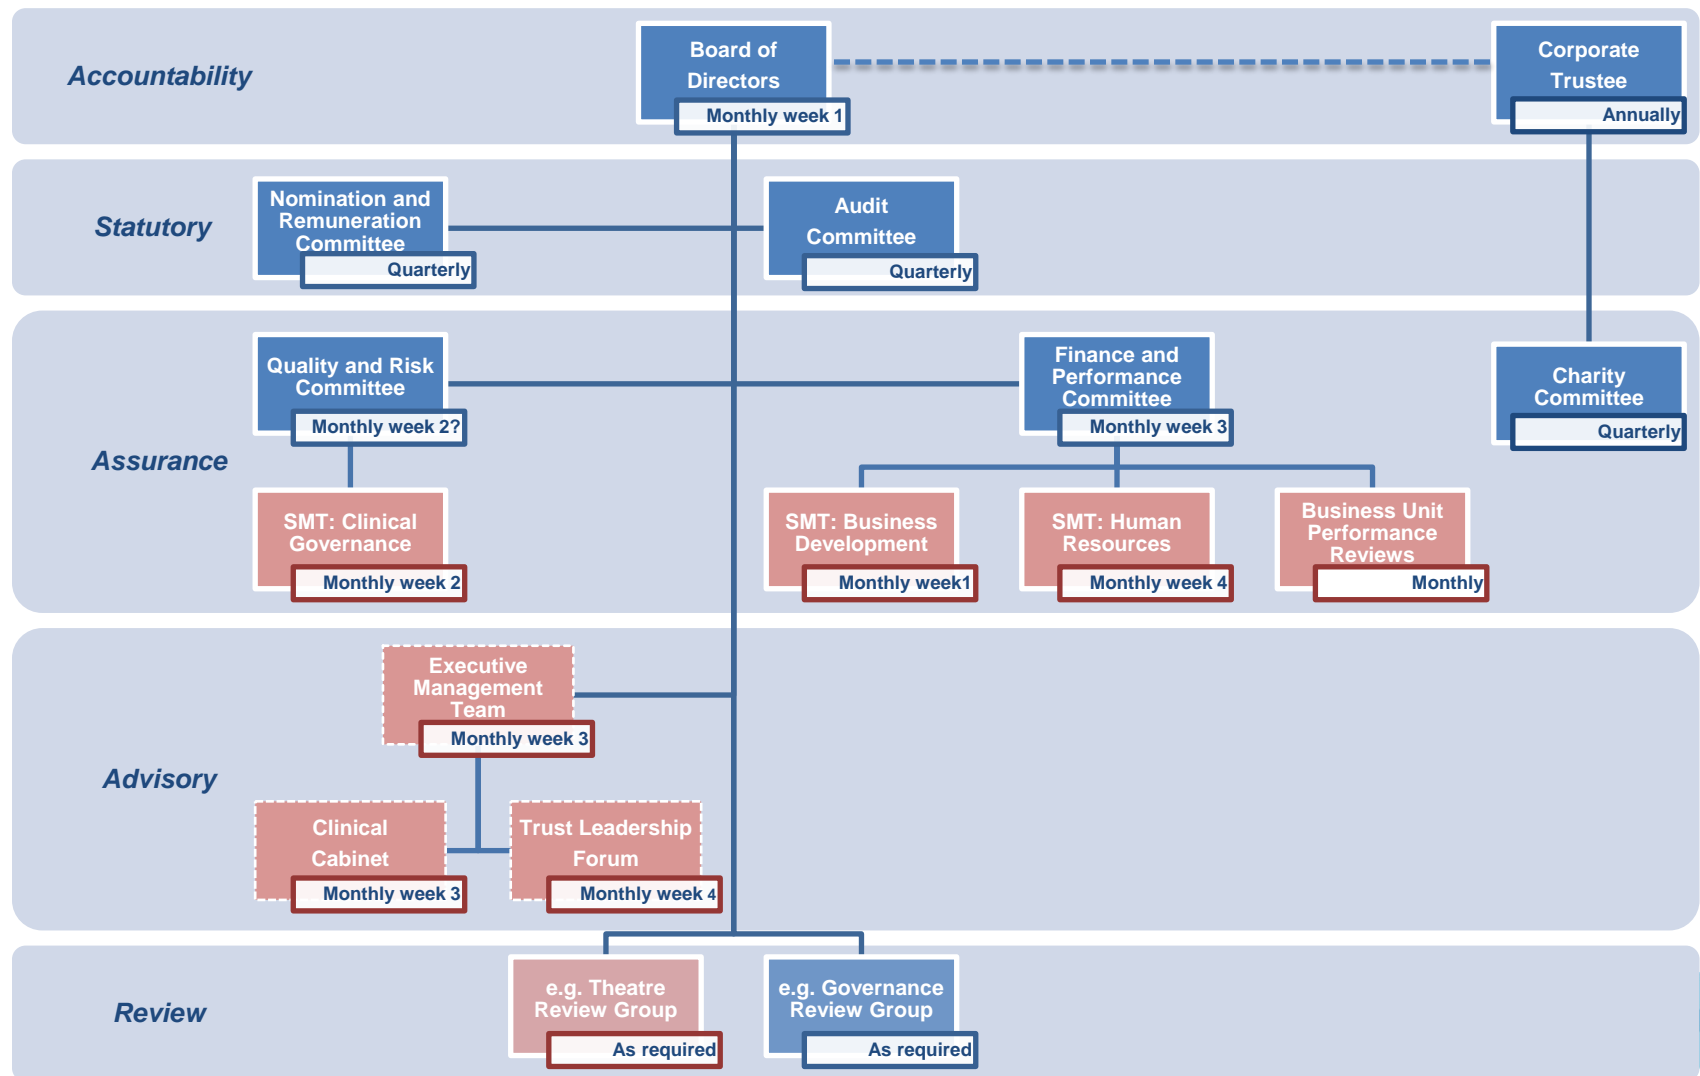 Accountability
Board of
Directors
Monthly week 1
Corporate
Trustee
Annually
Statutory
Nomination and
Remuneration
Committee
Quarterly
Audit
Committee
Quarterly
Assurance
Quality and Risk
Committee
Monthly week 2?
Finance and
Performance
Committee
Monthly week 3
Charity
Committee
Quarterly
SMT: Clinical
Governance
Monthly week 2
SMT: Business
Development
Monthly week1
SMT: Human
Resources
Monthly week 4
Business Unit
Performance
Reviews
Monthly
Advisory
Executive
Management
Team
Monthly week 3
Clinical
Cabinet
Monthly week 3
Trust Leadership
Forum
Monthly week 4
Review
e.g. Theatre
Review Group
As required
e.g. Governance
Review Group
As required